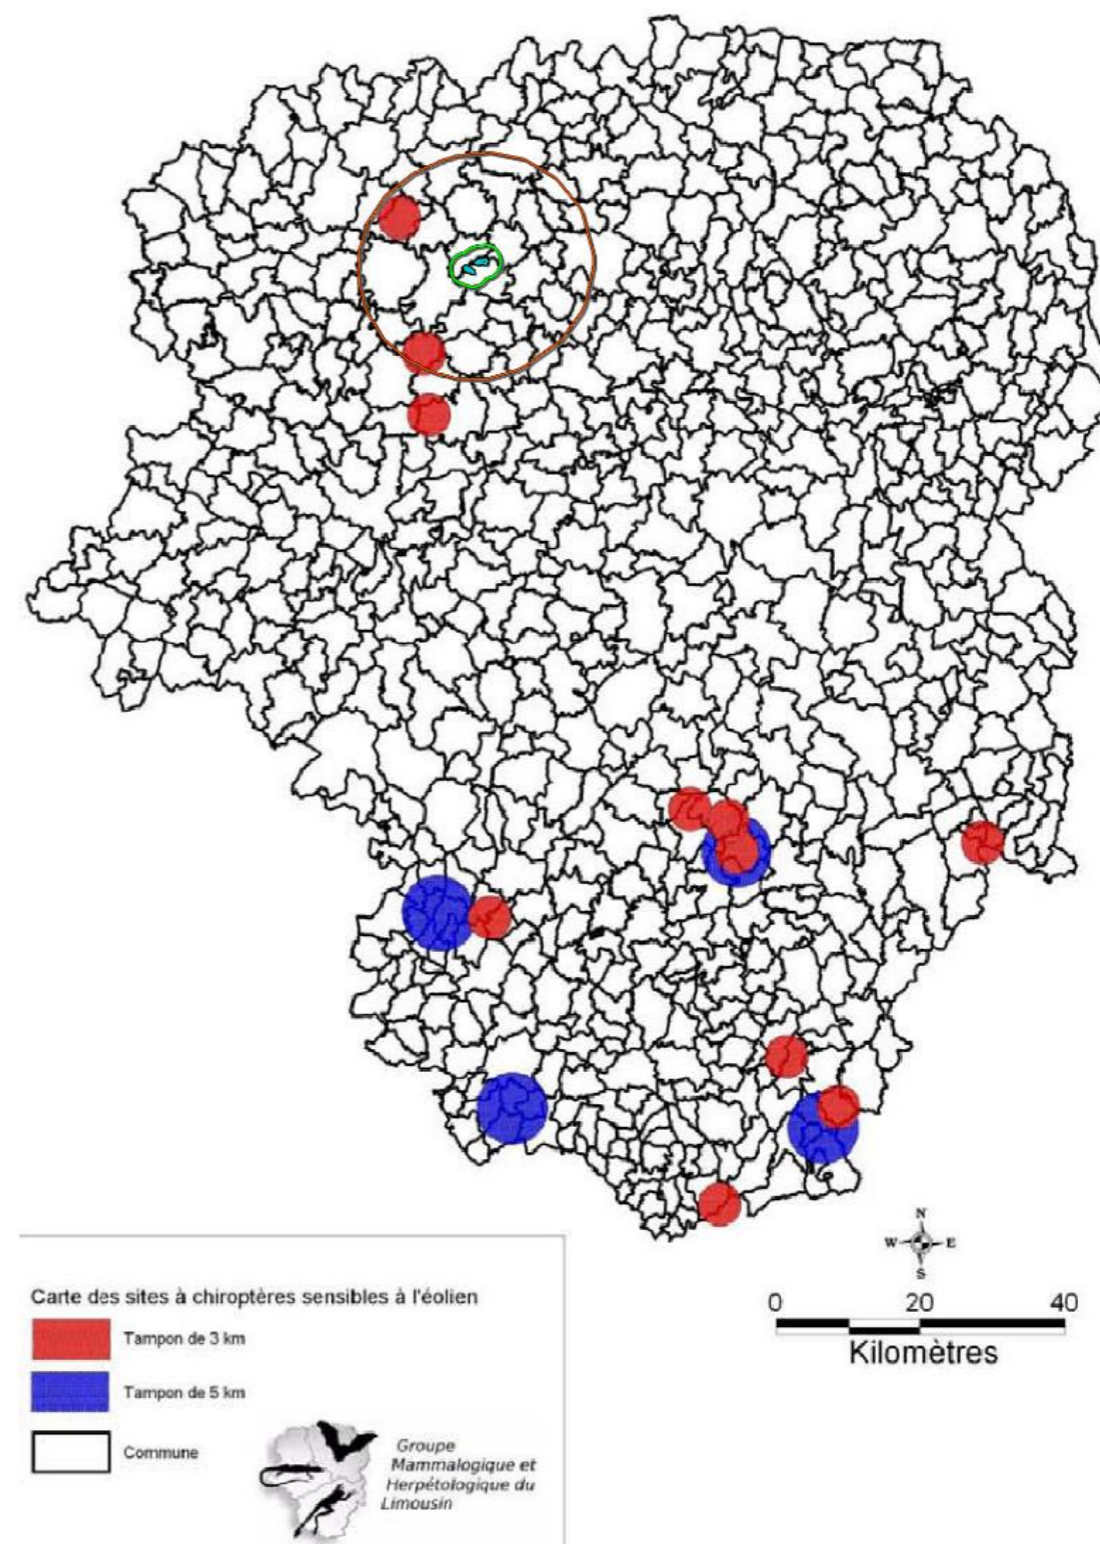 N
W E
S
0 20 40
Kilomètres
Carte des sites à chiroptères sensibles à l'éolien
Tampon de 3 km
Tampon de 5 km
Commune
Groupe
Mammalogique et
Herpétologique du
Limousin